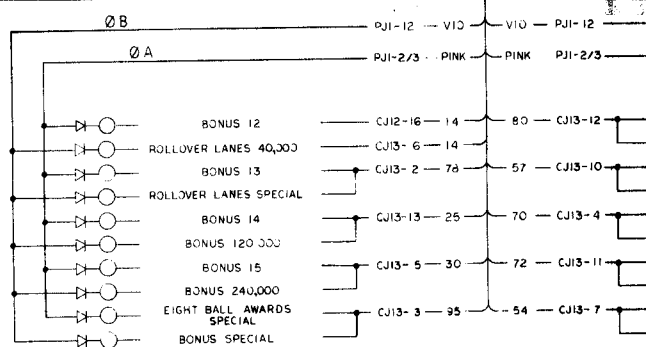 ØB PJ1-12 — VIO VIO — PJ1-12
ØA PJ1-2/3 PINK PINK PJ1-2/3
BONUS 12 CJ12-16 — 14 80 — CJ13-12
ROLLOVER LANES 40,000 CJ13-6 — 14
BONUS 13 CJ13-2 — 78 57 — CJ13-10
ROLLOVER LANES SPECIAL
BONUS 14 CJ13-13 — 25 70 — CJ13-4
BONUS 120 000
BONUS 15 CJ13-5 — 30 72 — CJ13-11
BONUS 240,000
EIGHT BALL AWARDS
SPECIAL CJ13-3 — 95 54 — CJ13-7
BONUS SPECIAL